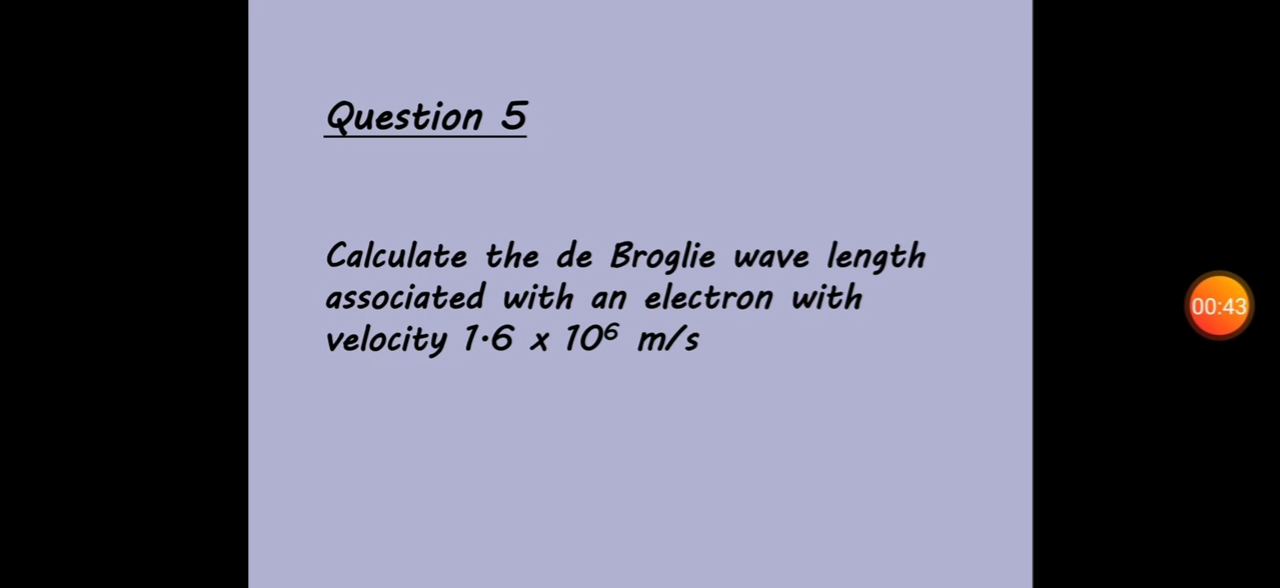 Question 5
Calculate the de Broglie wave length
associated with an electron with
velocity 1·6 x 10⁶ m/s
00:43